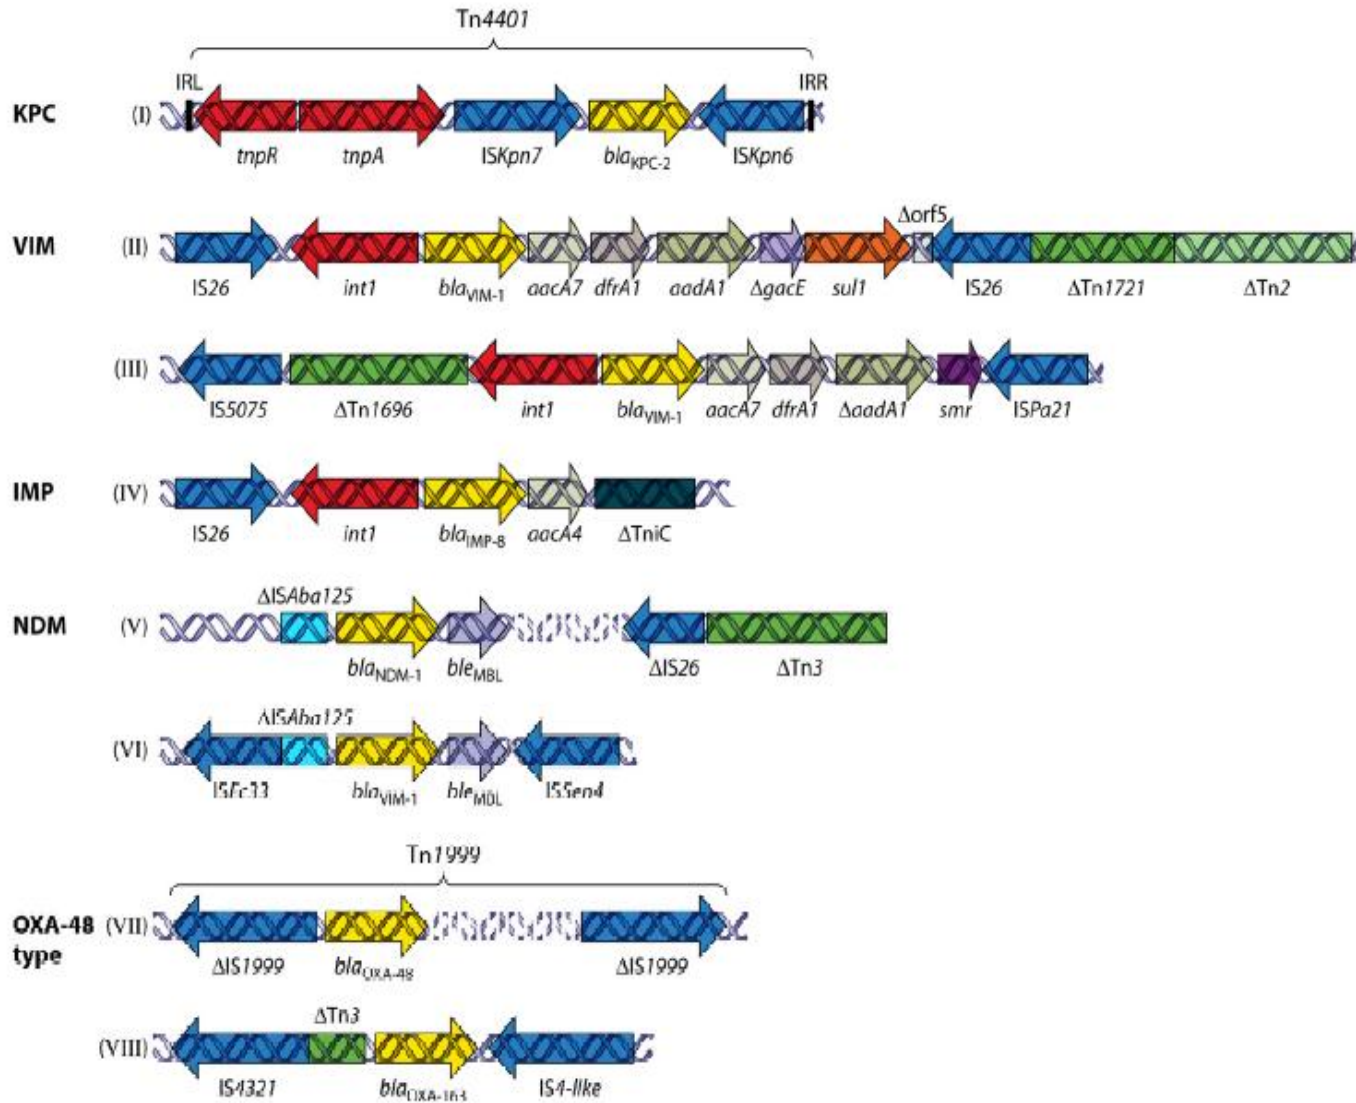 Tn4401
IRL IRR
KPC (I)
tnpR tnpA ISKpn7 blaKPC-2 ISKpn6
Δorf5
VIM (II)
IS26 int1 blaVIM-1 aacA7 dfrA1 aadA1 ΔgacE sul1 IS26 ΔTn1721 ΔTn2
(III)
IS5075 ΔTn1696 int1 blaVIM-1 aacA7 dfrA1 ΔaadA1 smr ISPa21
IMP (IV)
IS26 int1 blaIMP-8 aacA4 ΔTniC
ΔISAba125
NDM (V)
blaNDM-1 bleMBL ΔIS26 ΔTn3
ΔISAba125
(VI)
ISEc33 blaVIM-1 bleMBL ISSen4
Tn1999
OXA-48 (VII)
type
ΔIS1999 blaOXA-48 ΔIS1999
ΔTn3
(VIII)
IS4321 blaOXA-163 IS4-like